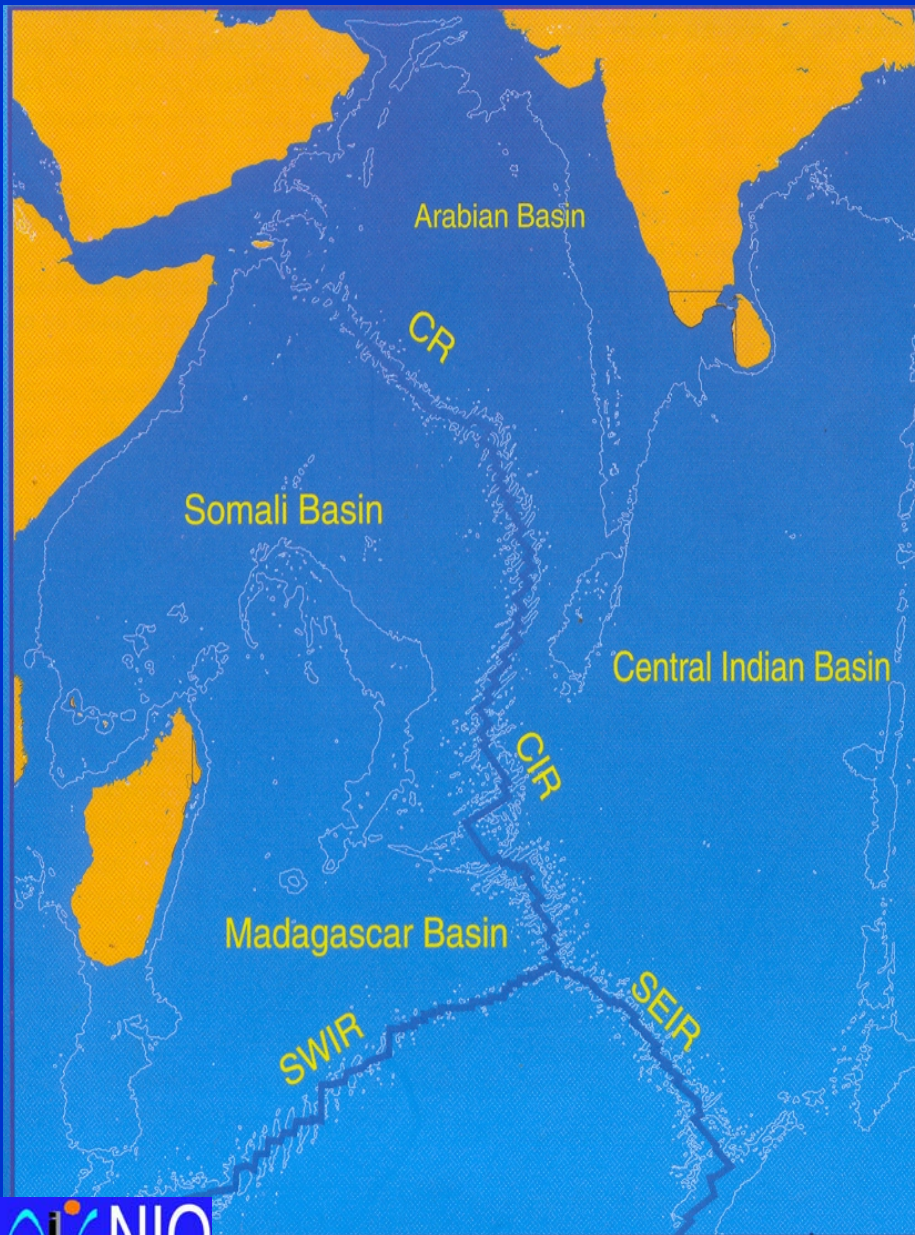 Arabian Basin
CR
Somali Basin
Central Indian Basin
CIR
Madagascar Basin
SEIR
SWIR
NIO